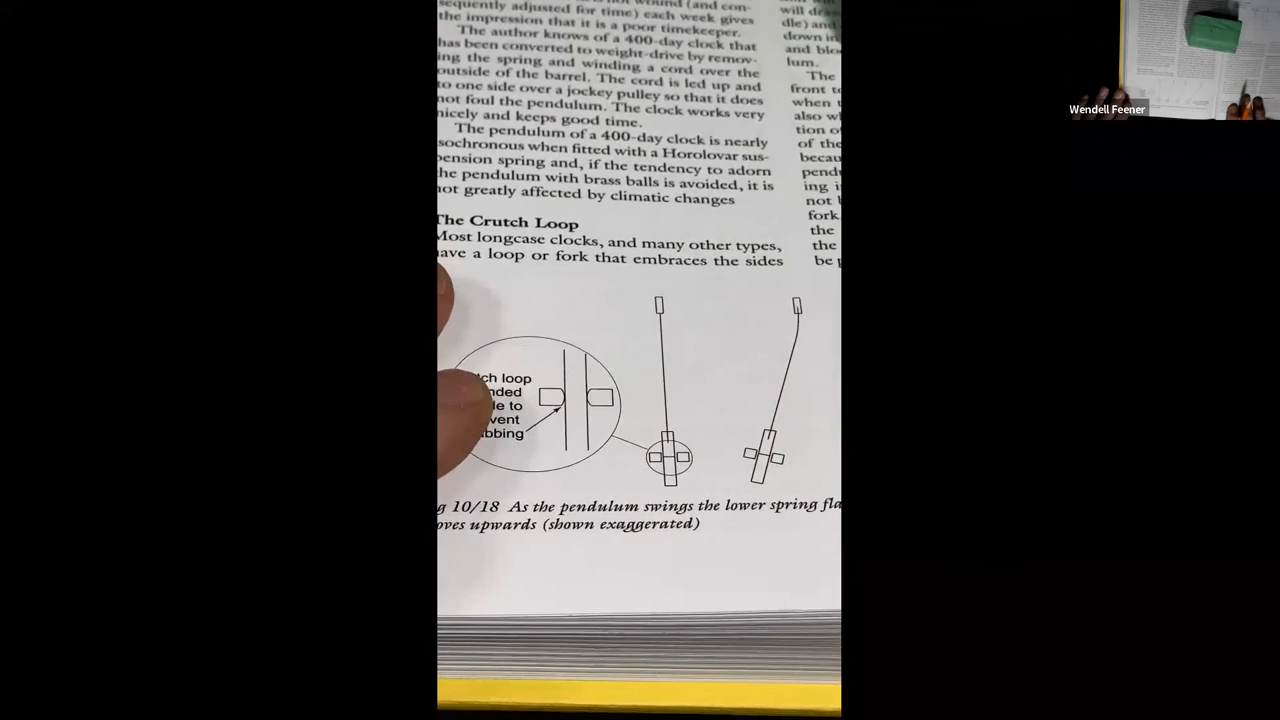 sequently adjusted for time) each week gives
the impression that it is a poor timekeeper.
The author knows of a 400-day clock that
has been converted to weight-drive by remov-
ing the spring and winding a cord over the
outside of the barrel. The cord is led up and
to one side over a jockey pulley so that it does
not foul the pendulum. The clock works very
nicely and keeps good time.
The pendulum of a 400-day clock is nearly
sochronous when fitted with a Horolovar sus-
pension spring and, if the tendency to adorn
the pendulum with brass balls is avoided, it is
not greatly affected by climatic changes
The Crutch Loop
Most longcase clocks, and many other types,
have a loop or fork that embraces the sides
will draw
dle) and
down in
and blo
lum.
The
front to
when t
also w
tion o
of the
becau
pend
ing i
not l
fork
the
the
be p
tch loop
nded
le to
vent
bbing
g 10/18 As the pendulum swings the lower spring fla
oves upwards (shown exaggerated)
Wendell Feener